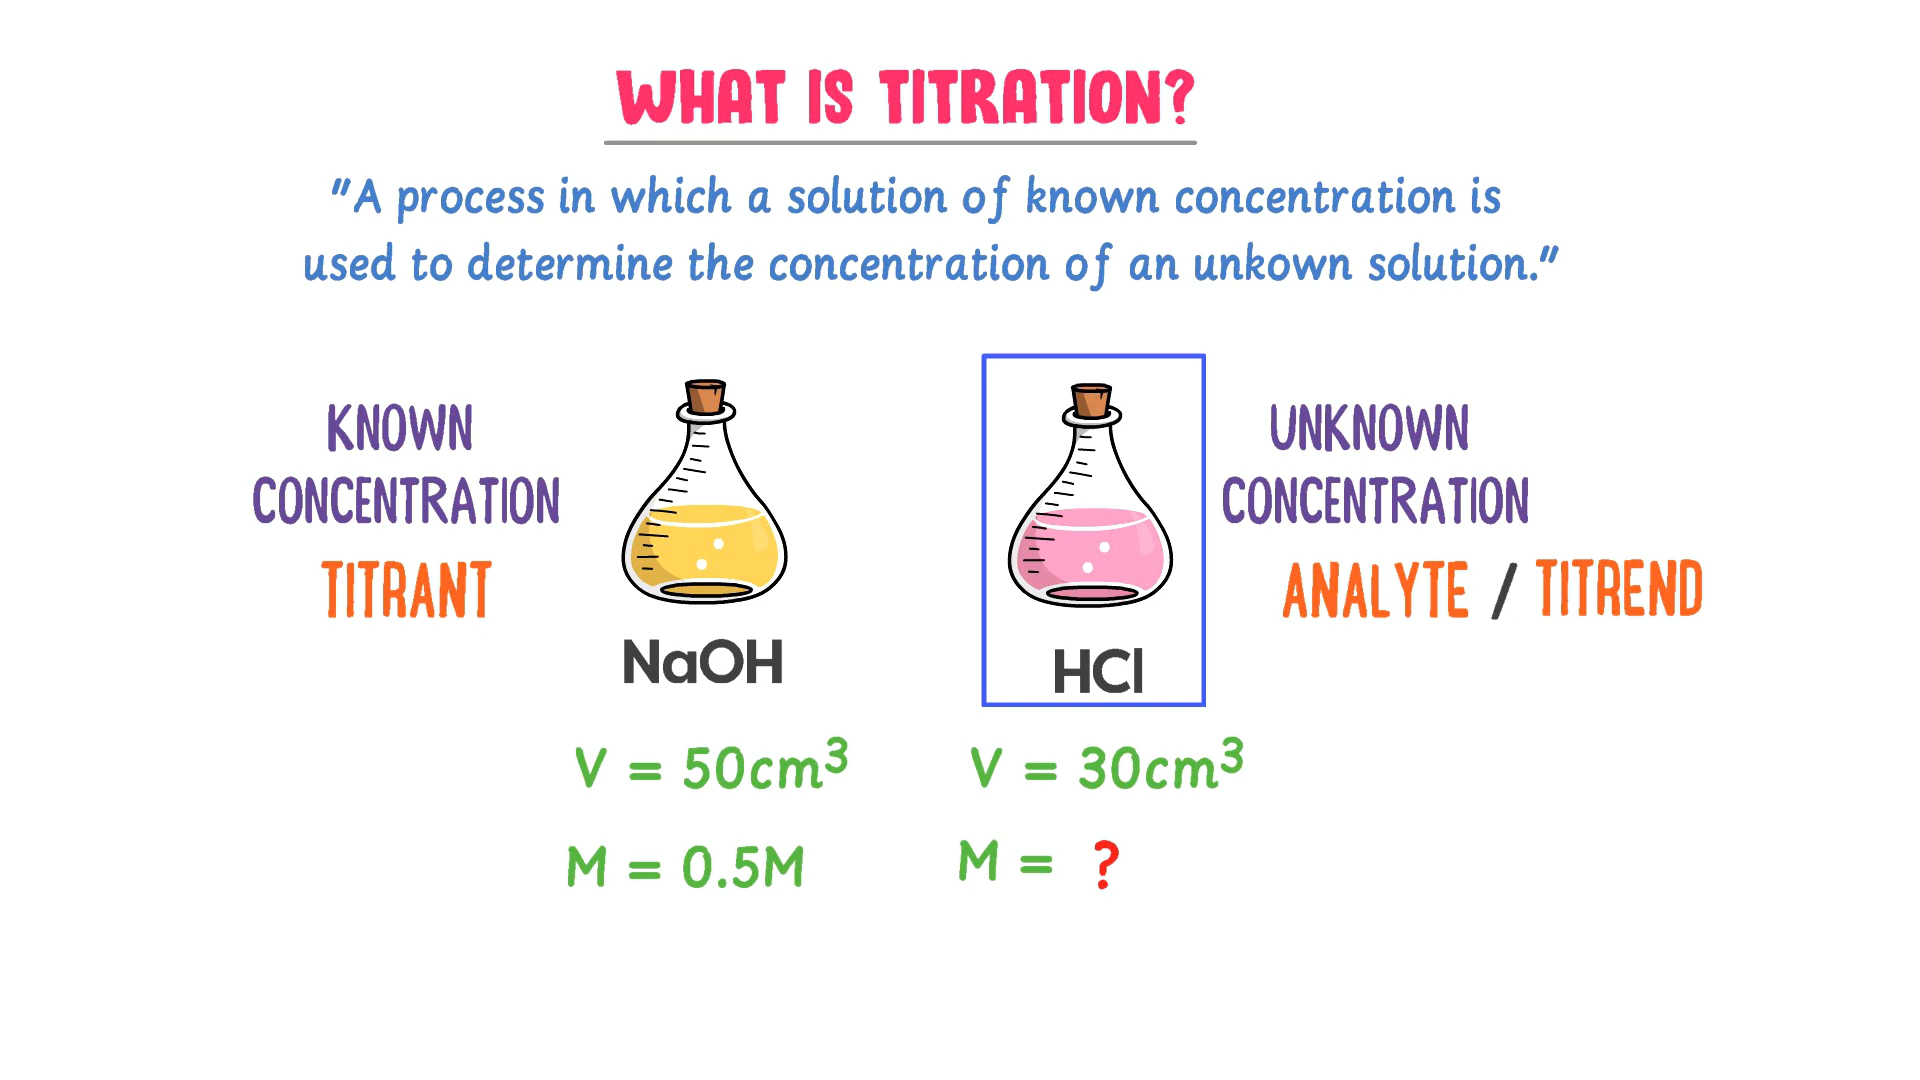 WHAT IS TITRATION?
"A process in which a solution of known concentration is
used to determine the concentration of an unkown solution."
KNOWN
CONCENTRATION
TITRANT
NaOH
V = 50cm³
M = 0.5M
HCl
V = 30cm³
M = ?
UNKNOWN
CONCENTRATION
ANALYTE / TITREND